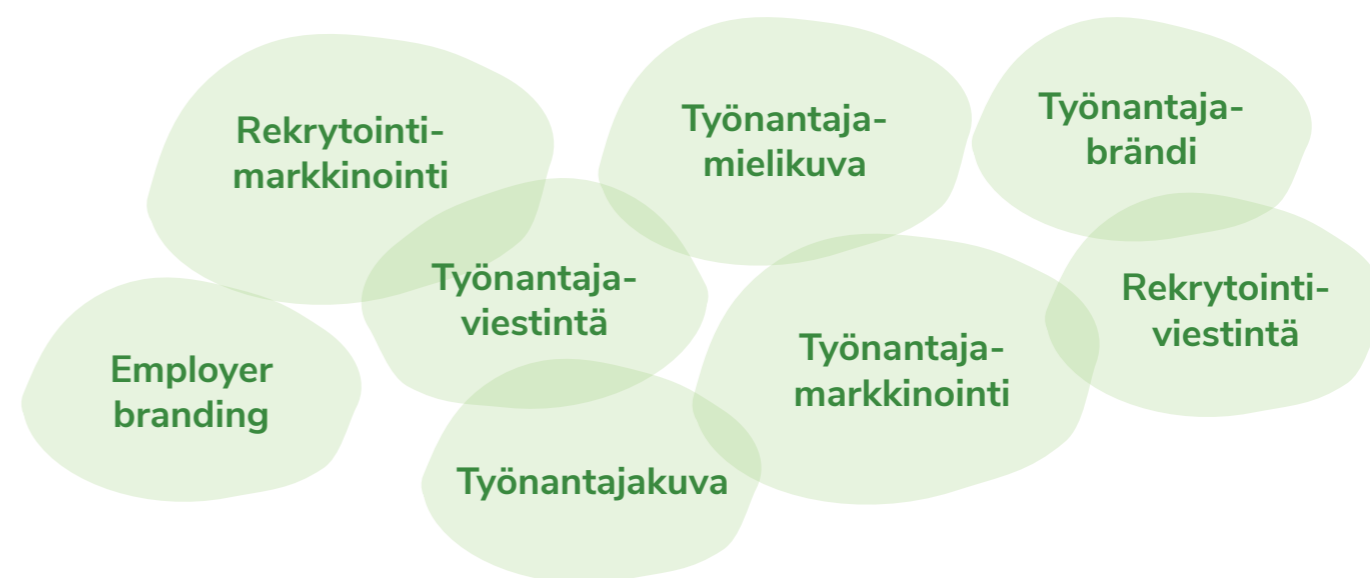 Rekrytointi-
markkinointi
Työnantaja-
mielikuva
Työnantaja-
brändi
Työnantaja-
viestintä
Rekrytointi-
viestintä
Employer
branding
Työnantaja-
markkinointi
Työnantajakuva